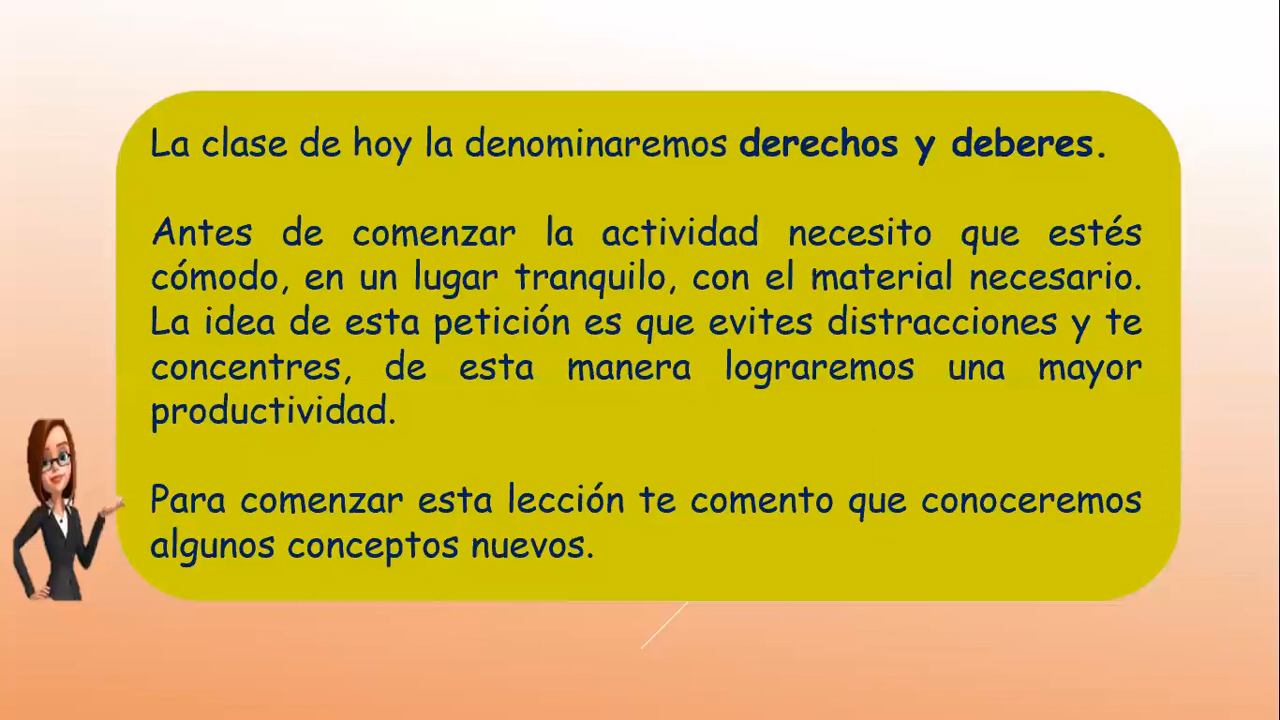 La clase de hoy la denominaremos derechos y deberes.
Antes de comenzar la actividad necesito que estés
cómodo, en un lugar tranquilo, con el material necesario.
La idea de esta petición es que evites distracciones y te
concentres, de esta manera lograremos una mayor
productividad.
Para comenzar esta lección te comento que conoceremos
algunos conceptos nuevos.